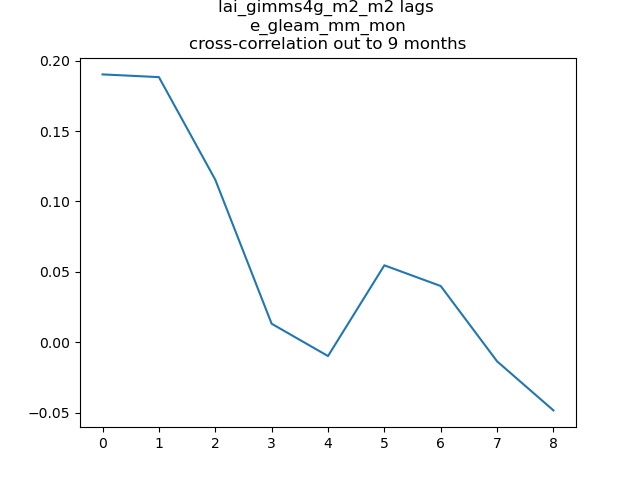 lai_gimms4g_m2_m2 lags
e_gleam_mm_mon
cross-correlation out to 9 months
0.20
0.15
0.10
0.05
0.00
−0.05
0 1 2 3 4 5 6 7 8